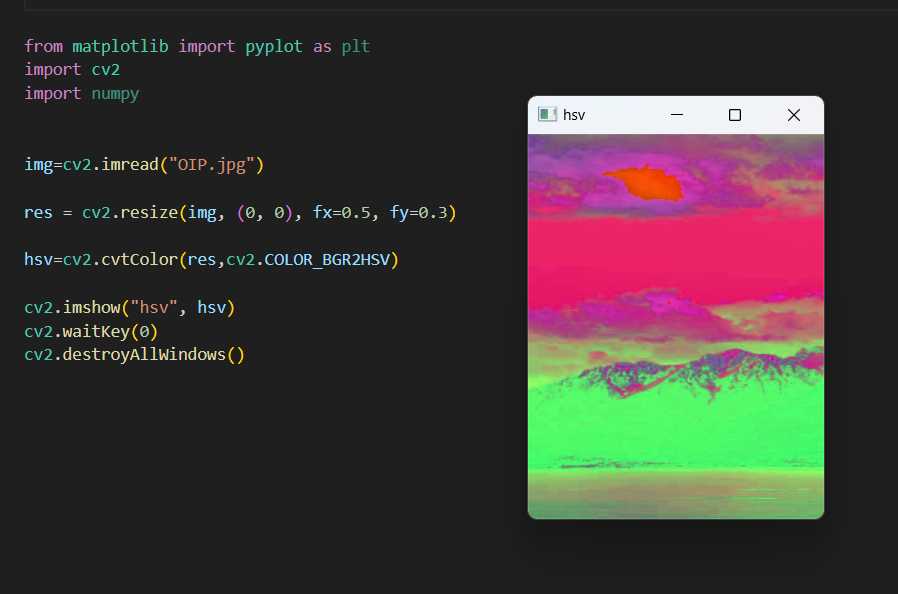 from matplotlib import pyplot as plt
import cv2
import numpy
img=cv2.imread("OIP.jpg")
res = cv2.resize(img, (0, 0), fx=0.5, fy=0.3)
hsv=cv2.cvtColor(res,cv2.COLOR_BGR2HSV)
cv2.imshow("hsv", hsv)
cv2.waitKey(0)
cv2.destroyAllWindows()
hsv